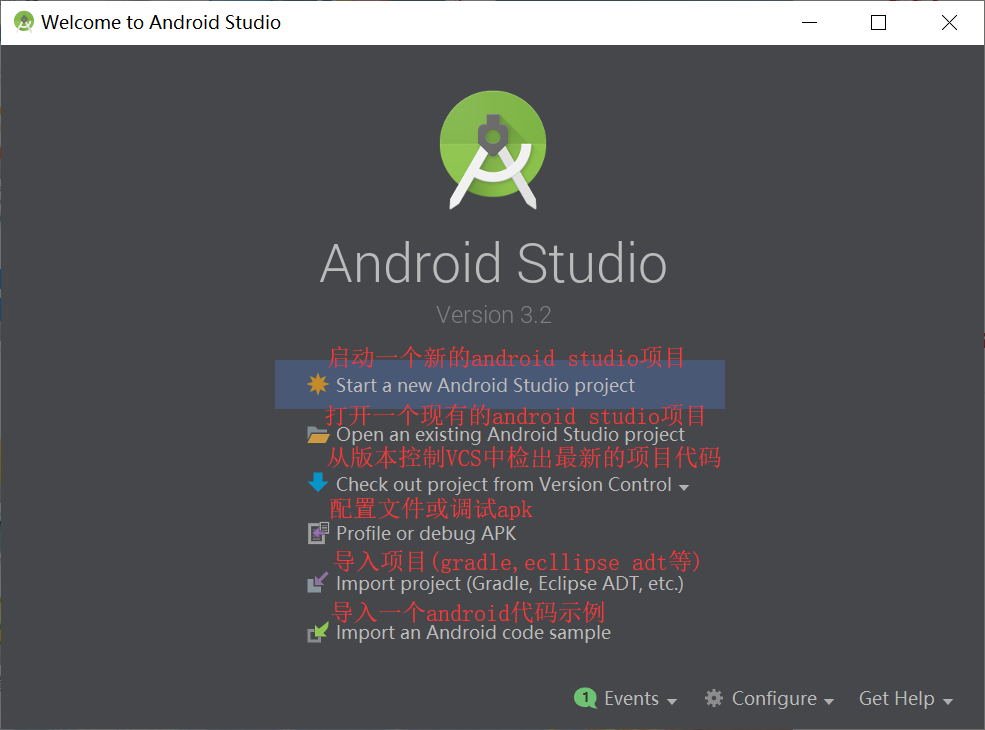 Welcome to Android Studio
Android Studio
Version 3.2
启动一个新的android studio项目
Start a new Android Studio project
打开一个现有的android studio项目
Open an existing Android Studio project
从版本控制VCS中检出最新的项目代码
Check out project from Version Control
配置文件或调试apk
Profile or debug APK
导入项目(gradle,ecllipse adt等)
Import project (Gradle, Eclipse ADT, etc.)
导入一个android代码示例
Import an Android code sample
1 Events Configure Get Help